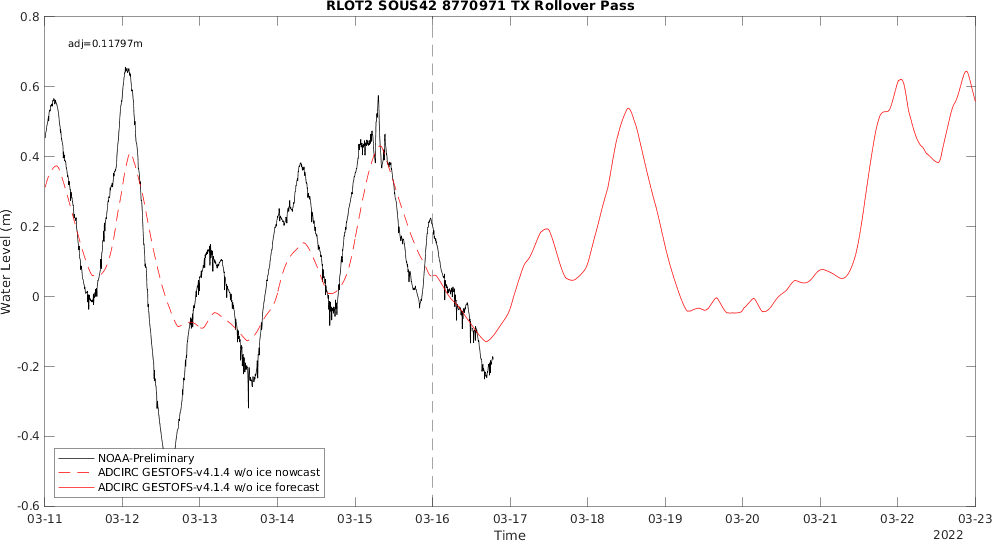 RLOT2 SOUS42 8770971 TX Rollover Pass
adj=0.11797m
0.8
0.6
0.4
0.2
0
-0.2
-0.4
-0.6
Water Level (m)
NOAA-Preliminary
ADCIRC GESTOFS-v4.1.4 w/o ice nowcast
ADCIRC GESTOFS-v4.1.4 w/o ice forecast
03-11 03-12 03-13 03-14 03-15 03-16 03-17 03-18 03-19 03-20 03-21 03-22 03-23
Time
2022